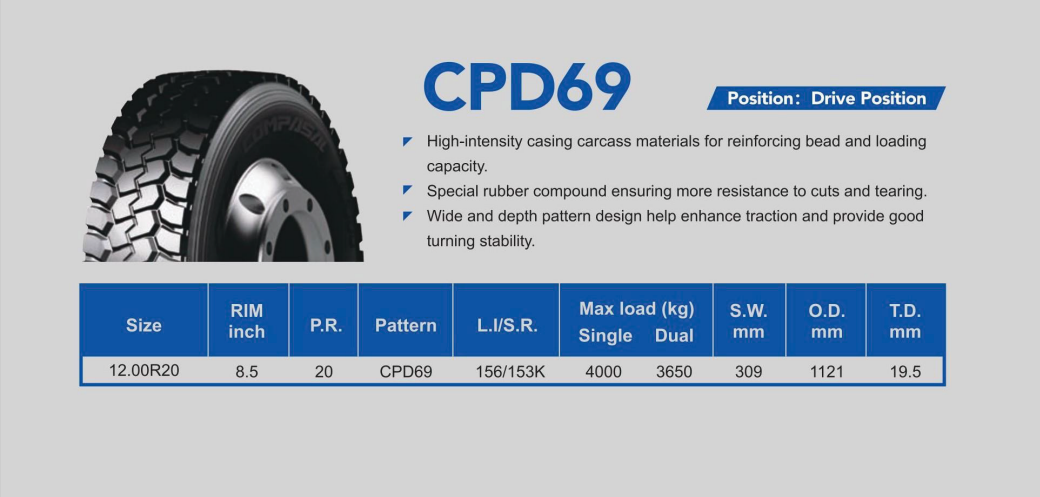 CPD69
Position: Drive Position
COMPASAL
High-intensity casing carcass materials for reinforcing bead and loading
capacity.
Special rubber compound ensuring more resistance to cuts and tearing.
Wide and depth pattern design help enhance traction and provide good
turning stability.
Size RIM inch P.R. Pattern L.I/S.R. Max load (kg) Single Dual S.W. mm O.D. mm T.D. mm
12.00R20 8.5 20 CPD69 156/153K 4000 3650 309 1121 19.5